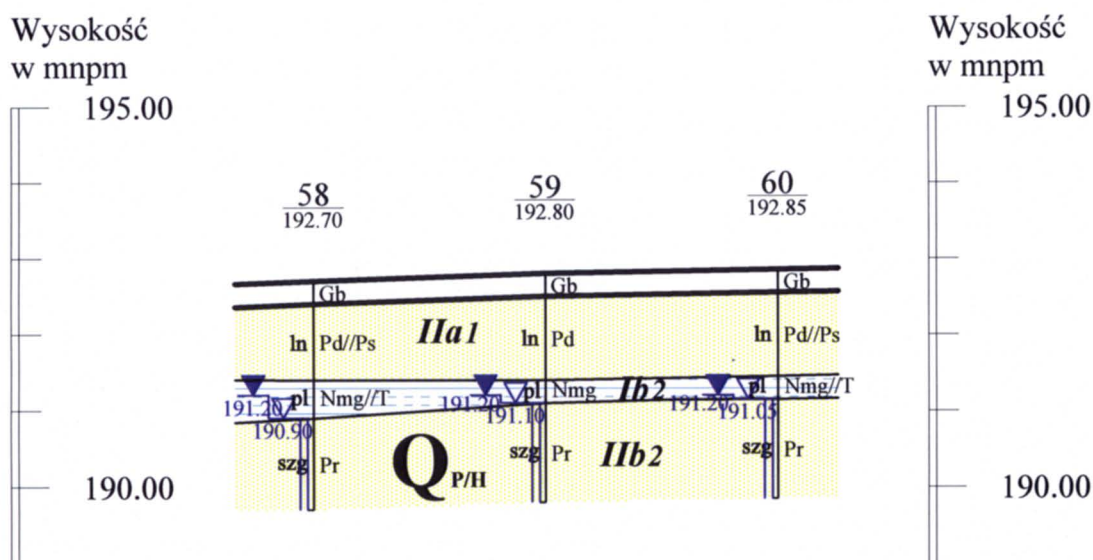 Wysokość
w mnpm
Wysokość
w mnpm
195.00
195.00
58
192.70
59
192.80
60
192.85
Gb
Gb
Gb
ln Pd//Ps
IIa1
ln Pd
ln Pd//Ps
pl Nmg//T
pl Nmg
Ib2
pl Nmg//T
191.20
190.90
191.20
191.10
191.20
191.05
szg Pr
Q P/H
szg Pr
IIb2
szg Pr
190.00
190.00